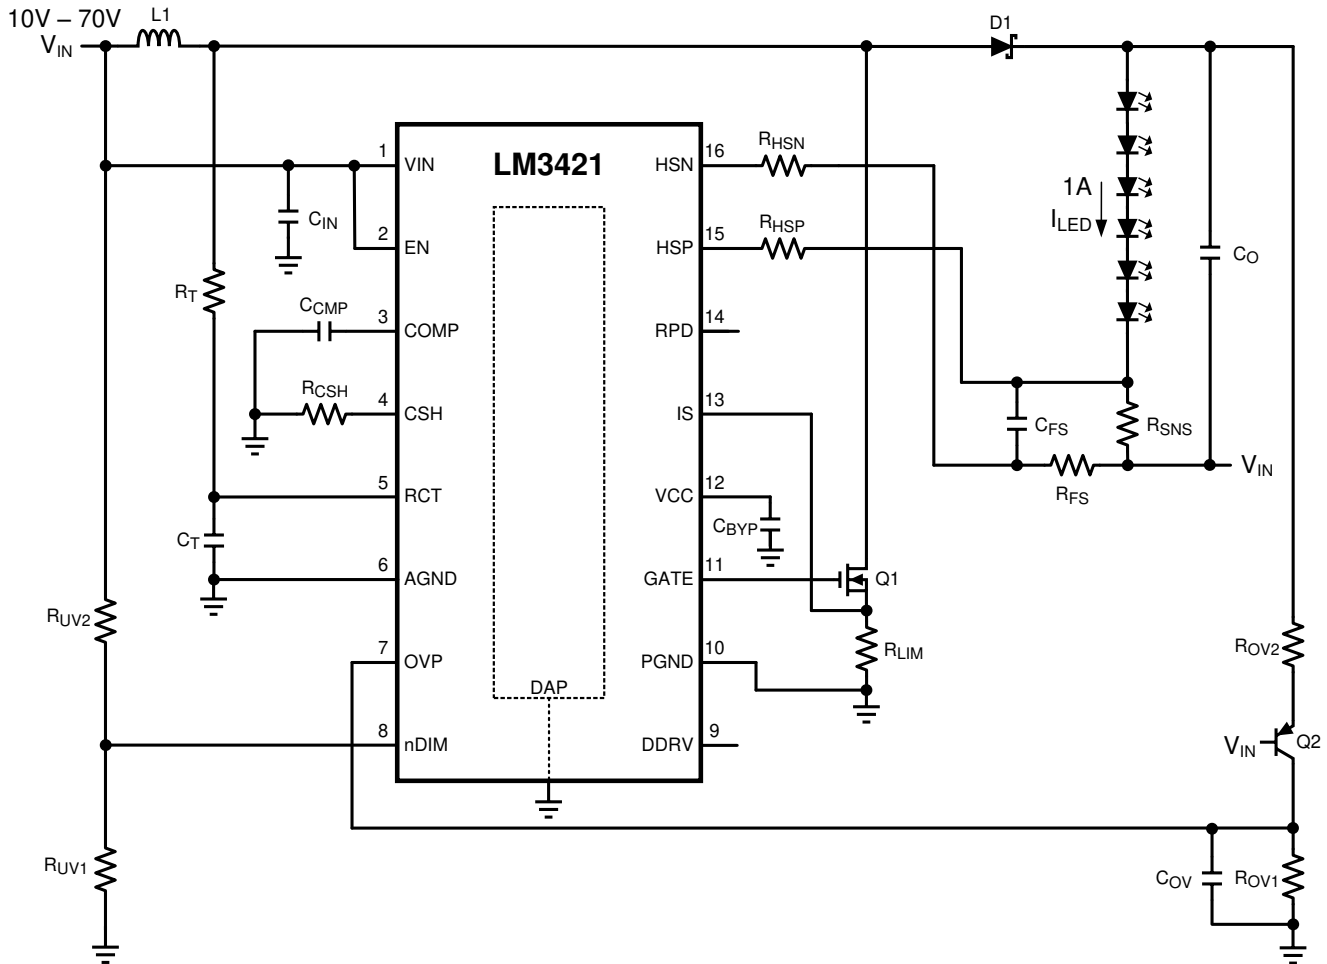 10V – 70V
L1
VIN
D1
LM3421
1 VIN
2 EN
3 COMP
4 CSH
5 RCT
6 AGND
7 OVP
8 nDIM
HSN 16
HSP 15
RPD 14
IS 13
VCC 12
GATE 11
PGND 10
DDRV 9
DAP
RHSN
RHSP
CIN
RT
CCMP
RCSH
CT
RUV2
RUV1
1A
ILED
CO
CFS
RSNS
RFS
VIN
CBYP
Q1
RLIM
ROV2
VIN
Q2
COV
ROV1